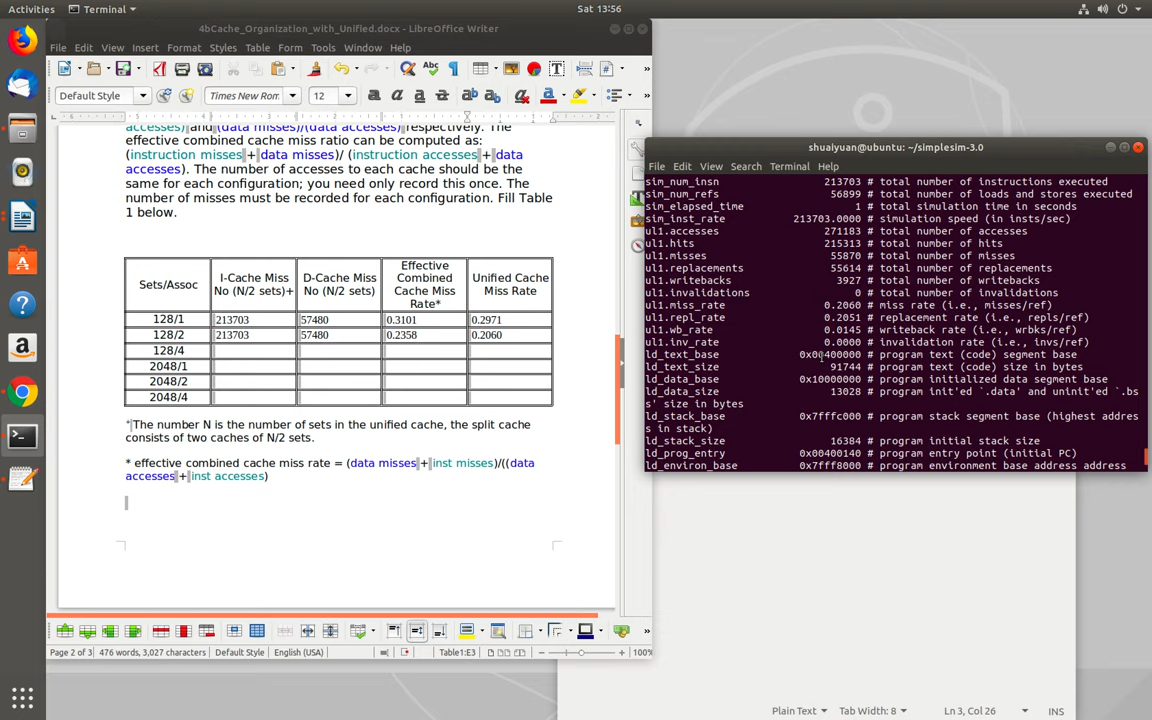 Activities
Terminal
Sat 13:56
4bCache_Organization_with_Unified.docx - LibreOffice Writer
File Edit View Insert Format Styles Table Form Tools Window Help
Default Style
Times New Rom
12
accesses) and (data misses)/(data accesses) respectively. The
effective combined cache miss ratio can be computed as:
(instruction misses + data misses)/ (instruction accesses + data
accesses). The number of accesses to each cache should be the
same for each configuration; you need only record this once. The
number of misses must be recorded for each configuration. Fill Table
1 below.
Sets/Assoc I-Cache Miss No (N/2 sets)+ D-Cache Miss No (N/2 sets) Effective Combined Cache Miss Rate* Unified Cache Miss Rate
128/1 213703 57480 0.3101 0.2971
128/2 213703 57480 0.2358 0.2060
128/4
2048/1
2048/2
2048/4
+The number N is the number of sets in the unified cache, the split cache
consists of two caches of N/2 sets.
* effective combined cache miss rate = (data misses + inst misses)/((data
accesses + inst accesses)
Page 2 of 3 476 words, 3,027 characters Default Style English (USA) Table1:E3 100%
shuaiyuan@ubuntu: ~/simplesim-3.0
File Edit View Search Terminal Help
sim_num_insn 213703 # total number of instructions executed
sim_num_refs 56899 # total number of loads and stores executed
sim_elapsed_time 1 # total simulation time in seconds
sim_inst_rate 213703.0000 # simulation speed (in insts/sec)
ul1.accesses 271183 # total number of accesses
ul1.hits 215313 # total number of hits
ul1.misses 55870 # total number of misses
ul1.replacements 55614 # total number of replacements
ul1.writebacks 3927 # total number of writebacks
ul1.invalidations 0 # total number of invalidations
ul1.miss_rate 0.2060 # miss rate (i.e., misses/ref)
ul1.repl_rate 0.2051 # replacement rate (i.e., repls/ref)
ul1.wb_rate 0.0145 # writeback rate (i.e., wrbks/ref)
ul1.inv_rate 0.0000 # invalidation rate (i.e., invs/ref)
ld_text_base 0x00400000 # program text (code) segment base
ld_text_size 91744 # program text (code) size in bytes
ld_data_base 0x10000000 # program initialized data segment base
ld_data_size 13028 # program init'ed `.data' and uninit'ed `.bs
s' size in bytes
ld_stack_base 0x7fffc000 # program stack segment base (highest addres
s in stack)
ld_stack_size 16384 # program initial stack size
ld_prog_entry 0x00400140 # program entry point (initial PC)
ld_environ_base 0x7fff8000 # program environment base address address
Plain Text Tab Width: 8 Ln 3, Col 26 INS